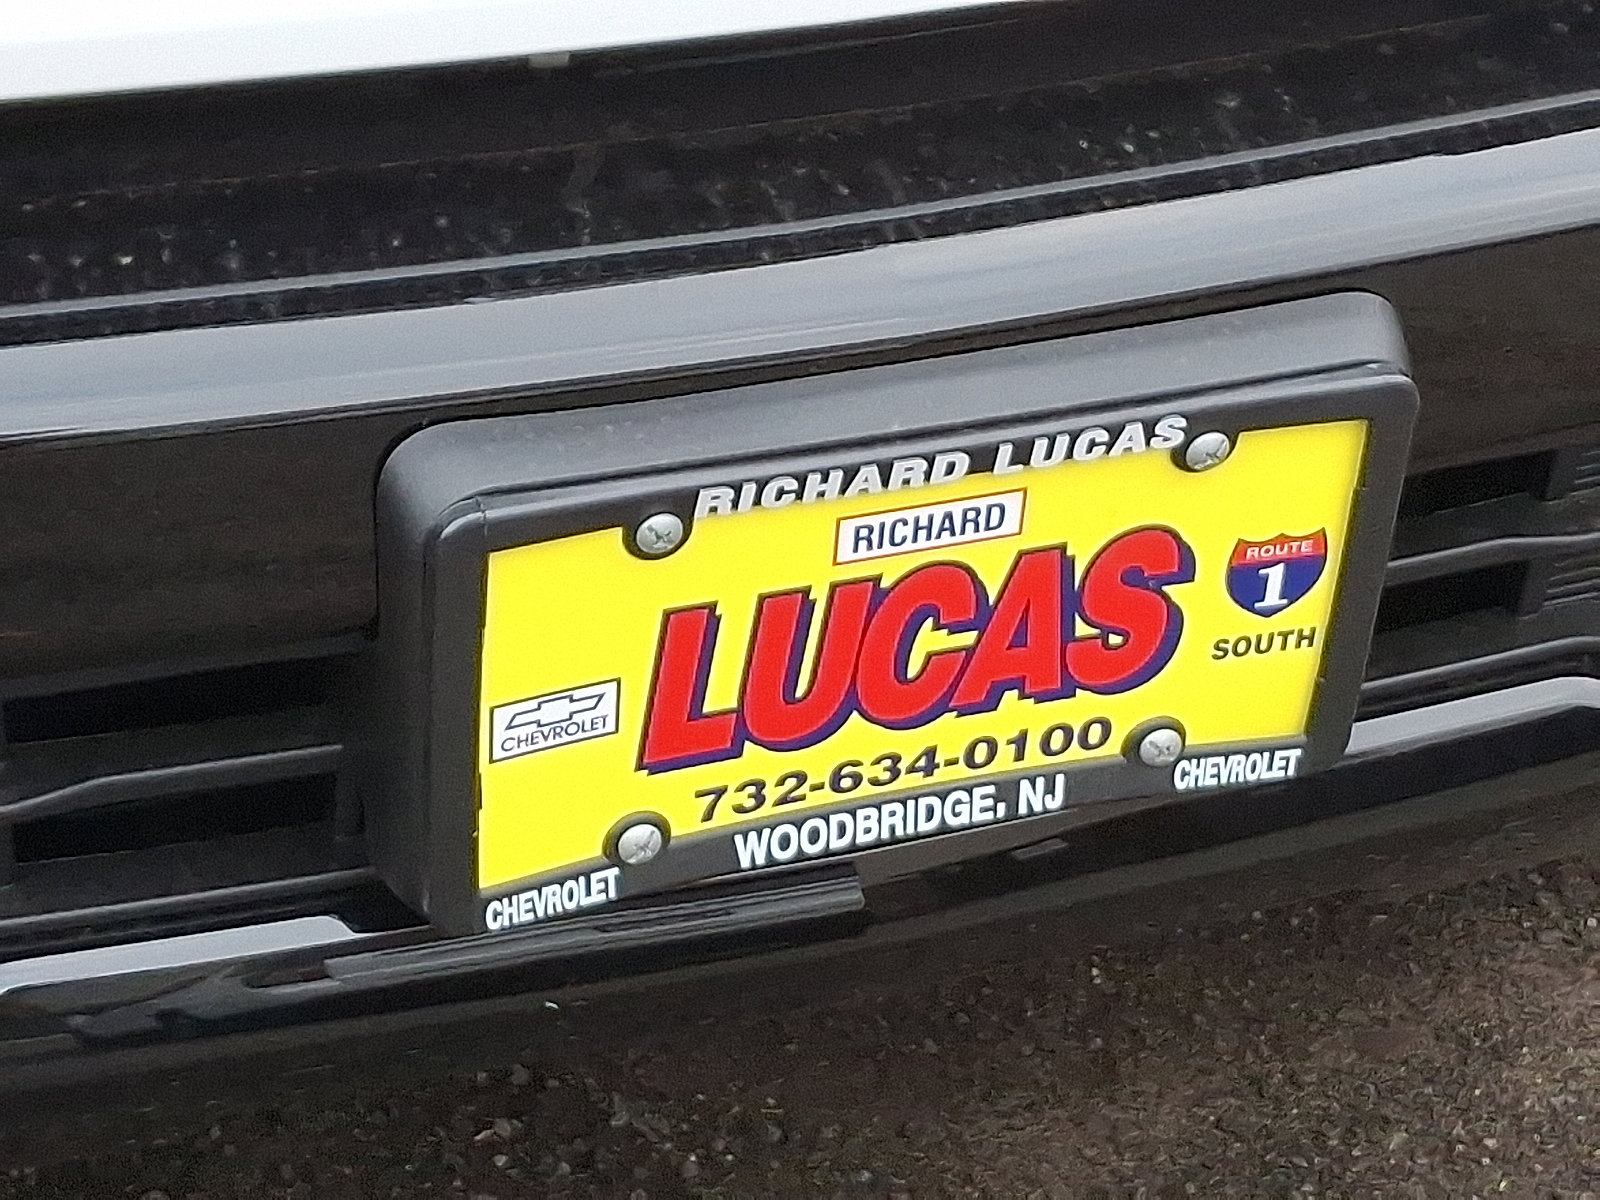 RICHARD LUCAS
RICHARD
LUCAS
ROUTE
1
SOUTH
CHEVROLET
732-634-0100
WOODBRIDGE, NJ
CHEVROLET
CHEVROLET